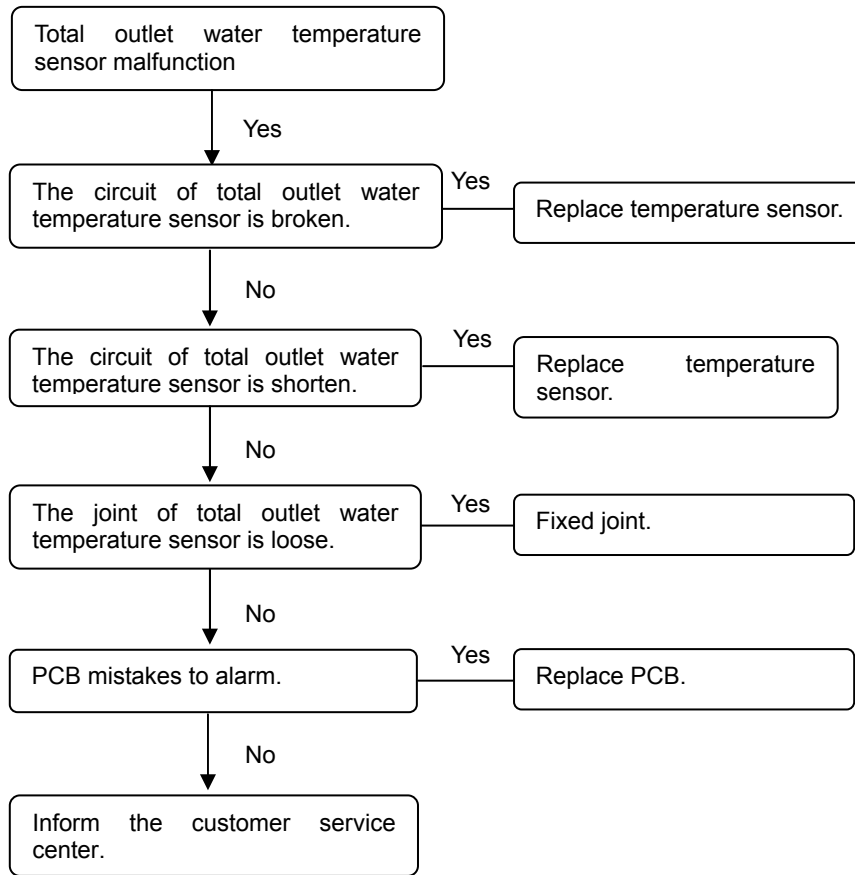 Total outlet water temperature
sensor malfunction
Yes
The circuit of total outlet water
temperature sensor is broken.
Yes
Replace temperature sensor.
No
The circuit of total outlet water
temperature sensor is shorten.
Yes
Replace temperature
sensor.
No
The joint of total outlet water
temperature sensor is loose.
Yes
Fixed joint.
No
PCB mistakes to alarm.
Yes
Replace PCB.
No
Inform the customer service
center.